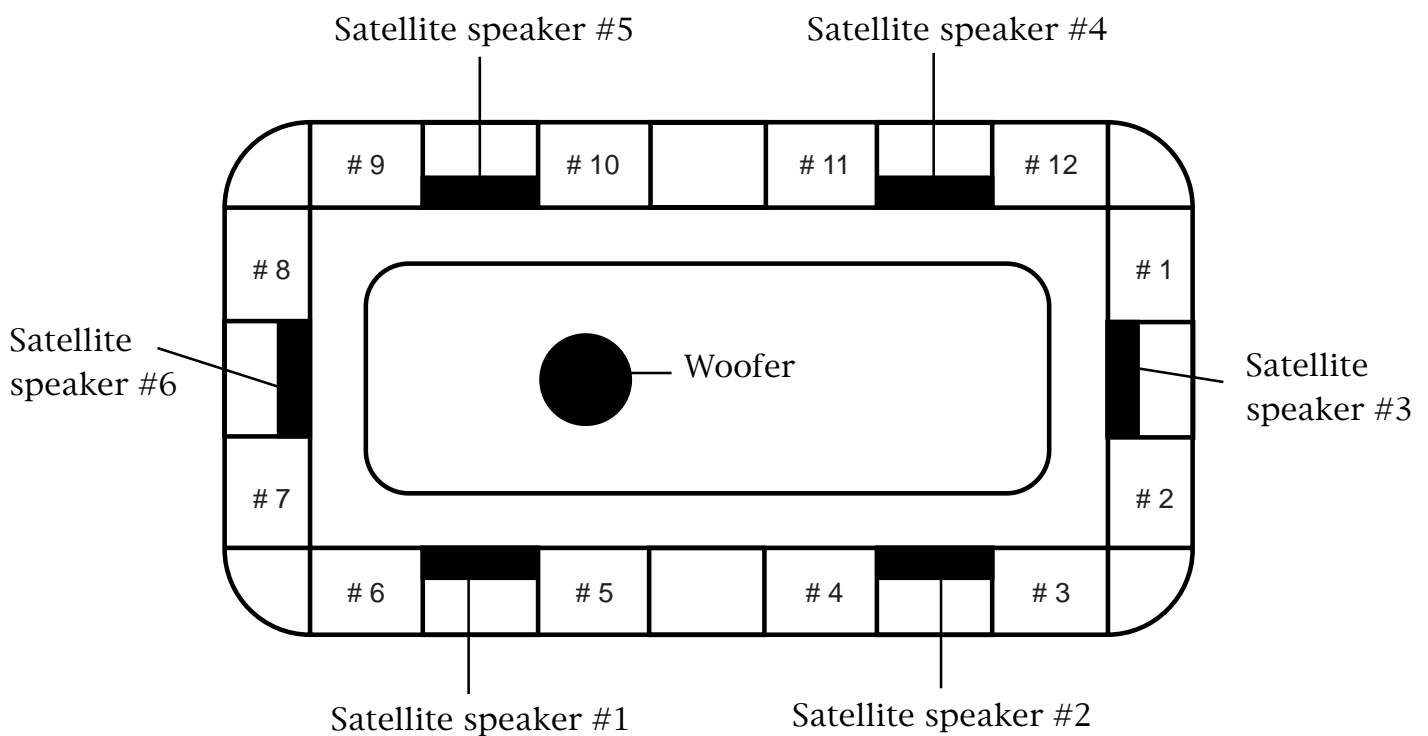 Satellite speaker #5
Satellite speaker #4
# 9
# 10
# 11
# 12
# 8
# 1
Satellite
speaker #6
Woofer
Satellite
speaker #3
# 7
# 2
# 6
# 5
# 4
# 3
Satellite speaker #1
Satellite speaker #2